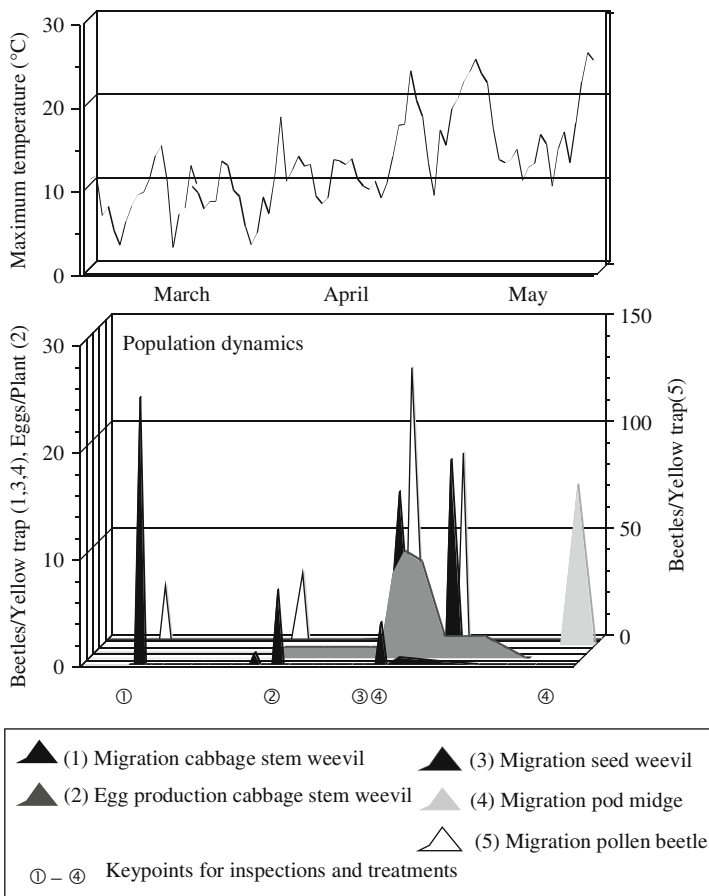 Maximum temperature (°C)
30
20
10
0
March April May
Population dynamics
Beetles/Yellow trap (1,3,4), Eggs/Plant (2)
30
20
10
0
150
100
50
0
Beetles/Yellow trap(5)
① ② ③④ ④
(1) Migration cabbage stem weevil
(2) Egg production cabbage stem weevil
(3) Migration seed weevil
(4) Migration pod midge
(5) Migration pollen beetle
①–④ Keypoints for inspections and treatments